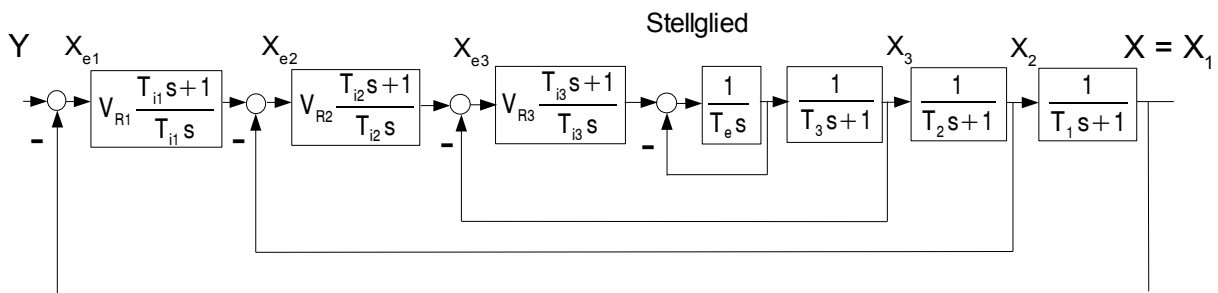 Stellglied
Y X_e1 X_e2 X_e3 X_3 X_2 X = X_1
V_R1 (T_i1 s+1)/(T_i1 s) V_R2 (T_i2 s+1)/(T_i2 s) V_R3 (T_i3 s+1)/(T_i3 s) 1/(T_e s) 1/(T_3 s+1) 1/(T_2 s+1) 1/(T_1 s+1)
- - - -